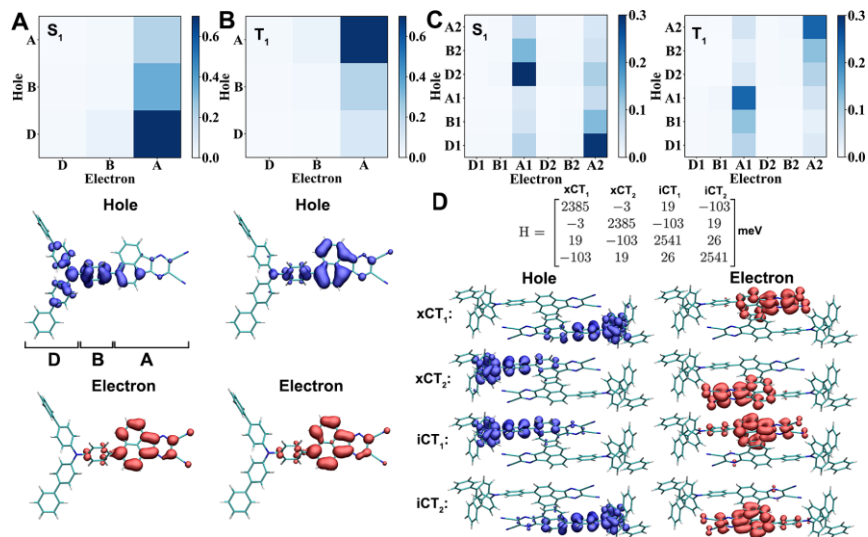 A
S1
A
B
D
Hole
D B A
Electron
0.6
0.4
0.2
0.0
B
T1
A
B
D
Hole
D B A
Electron
0.6
0.4
0.2
0.0
C
S1
A2
B2
D2
A1
B1
D1
Hole
D1 B1 A1 D2 B2 A2
Electron
0.3
0.2
0.1
0.0
T1
A2
B2
D2
A1
B1
D1
D1 B1 A1 D2 B2 A2
Electron
0.3
0.2
0.1
0.0
Hole
D B A
Electron
Hole
Electron
D
xCT1 xCT2 iCT1 iCT2
2385 −3 19 −103
−3 2385 −103 19
H = meV
19 −103 2541 26
−103 19 26 2541
Hole Electron
xCT1:
xCT2:
iCT1:
iCT2: